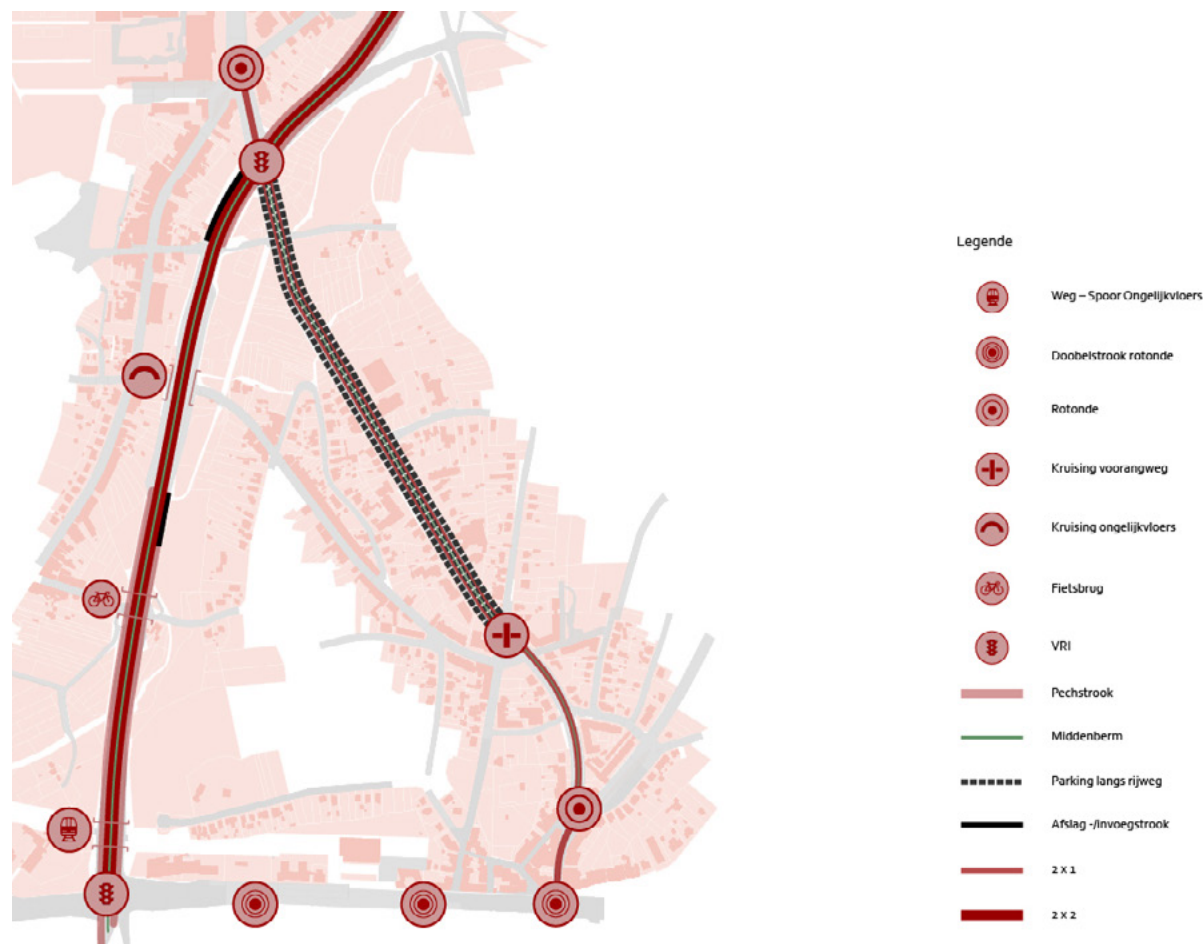 Legende
Weg – Spoor Ongelijkvloers
Doobelstrook rotonde
Rotonde
Kruising voorangweg
Kruising ongelijkvloers
Fietsbrug
VRI
Pechstrook
Middenberm
Parking langs rijweg
Afslag -/invoegstrook
2 X 1
2 X 2